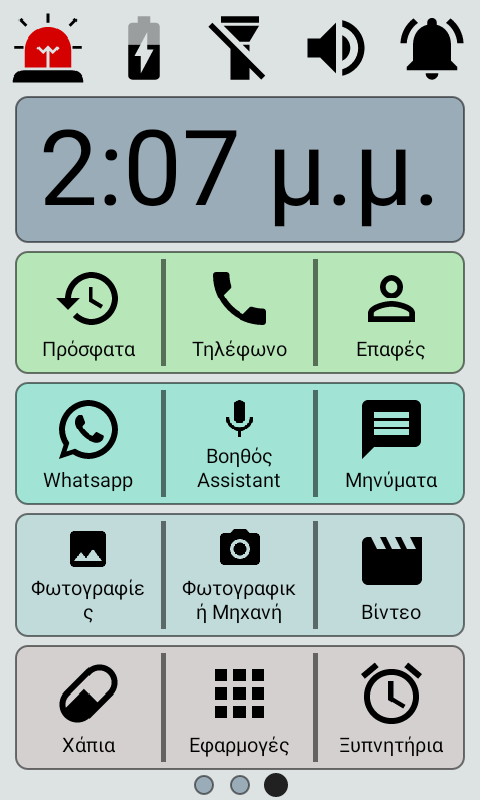 2:07 μ.μ.
Πρόσφατα
Τηλέφωνο
Επαφές
Whatsapp
Βοηθός
Assistant
Μηνύματα
Φωτογραφίε
ς
Φωτογραφικ
ή Μηχανή
Βίντεο
Χάπια
Εφαρμογές
Ξυπνητήρια